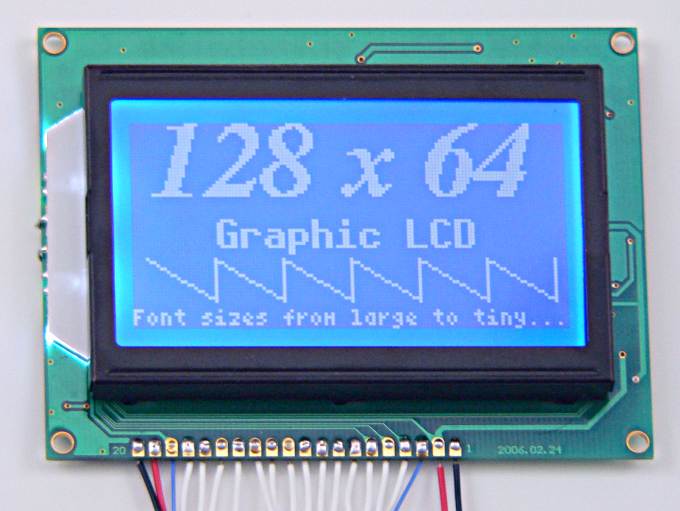 128 x 64
Graphic LCD
Font sizes from large to tiny...
20
1
2006.02.24